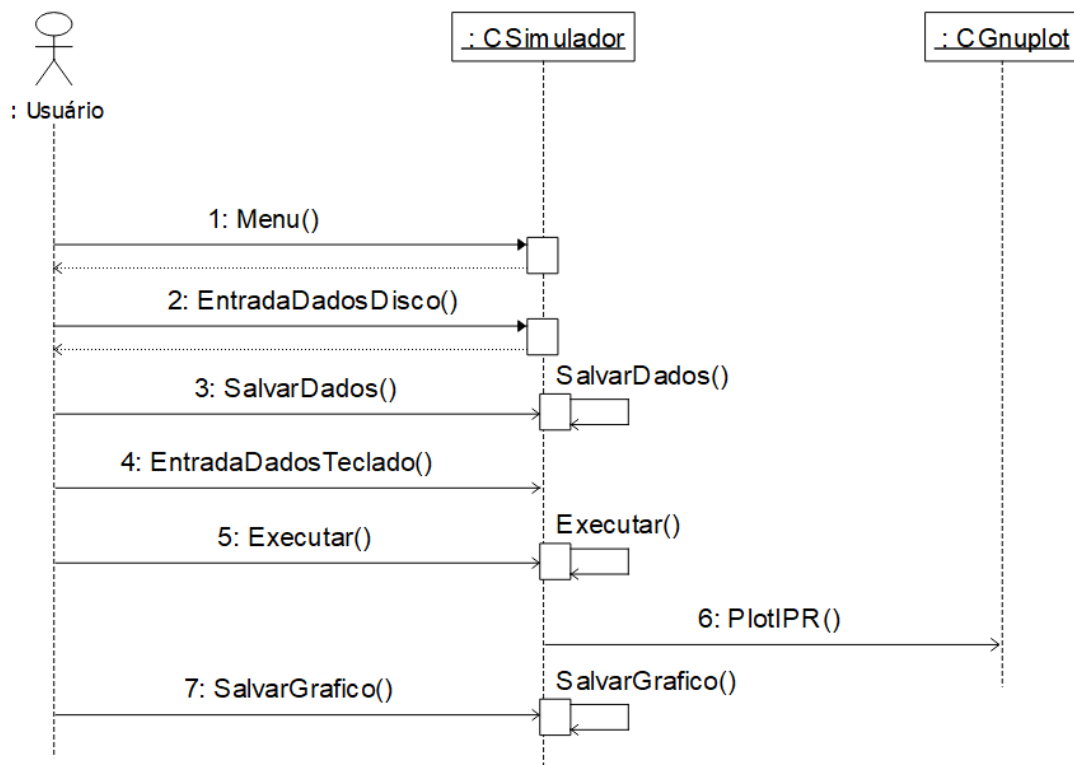 : CSimulador
: CGnuplot
: Usuário
1: Menu()
2: EntradaDadosDisco()
SalvarDados()
3: SalvarDados()
4: EntradaDadosTeclado()
Executar()
5: Executar()
6: PlotIPR()
SalvarGrafico()
7: SalvarGrafico()